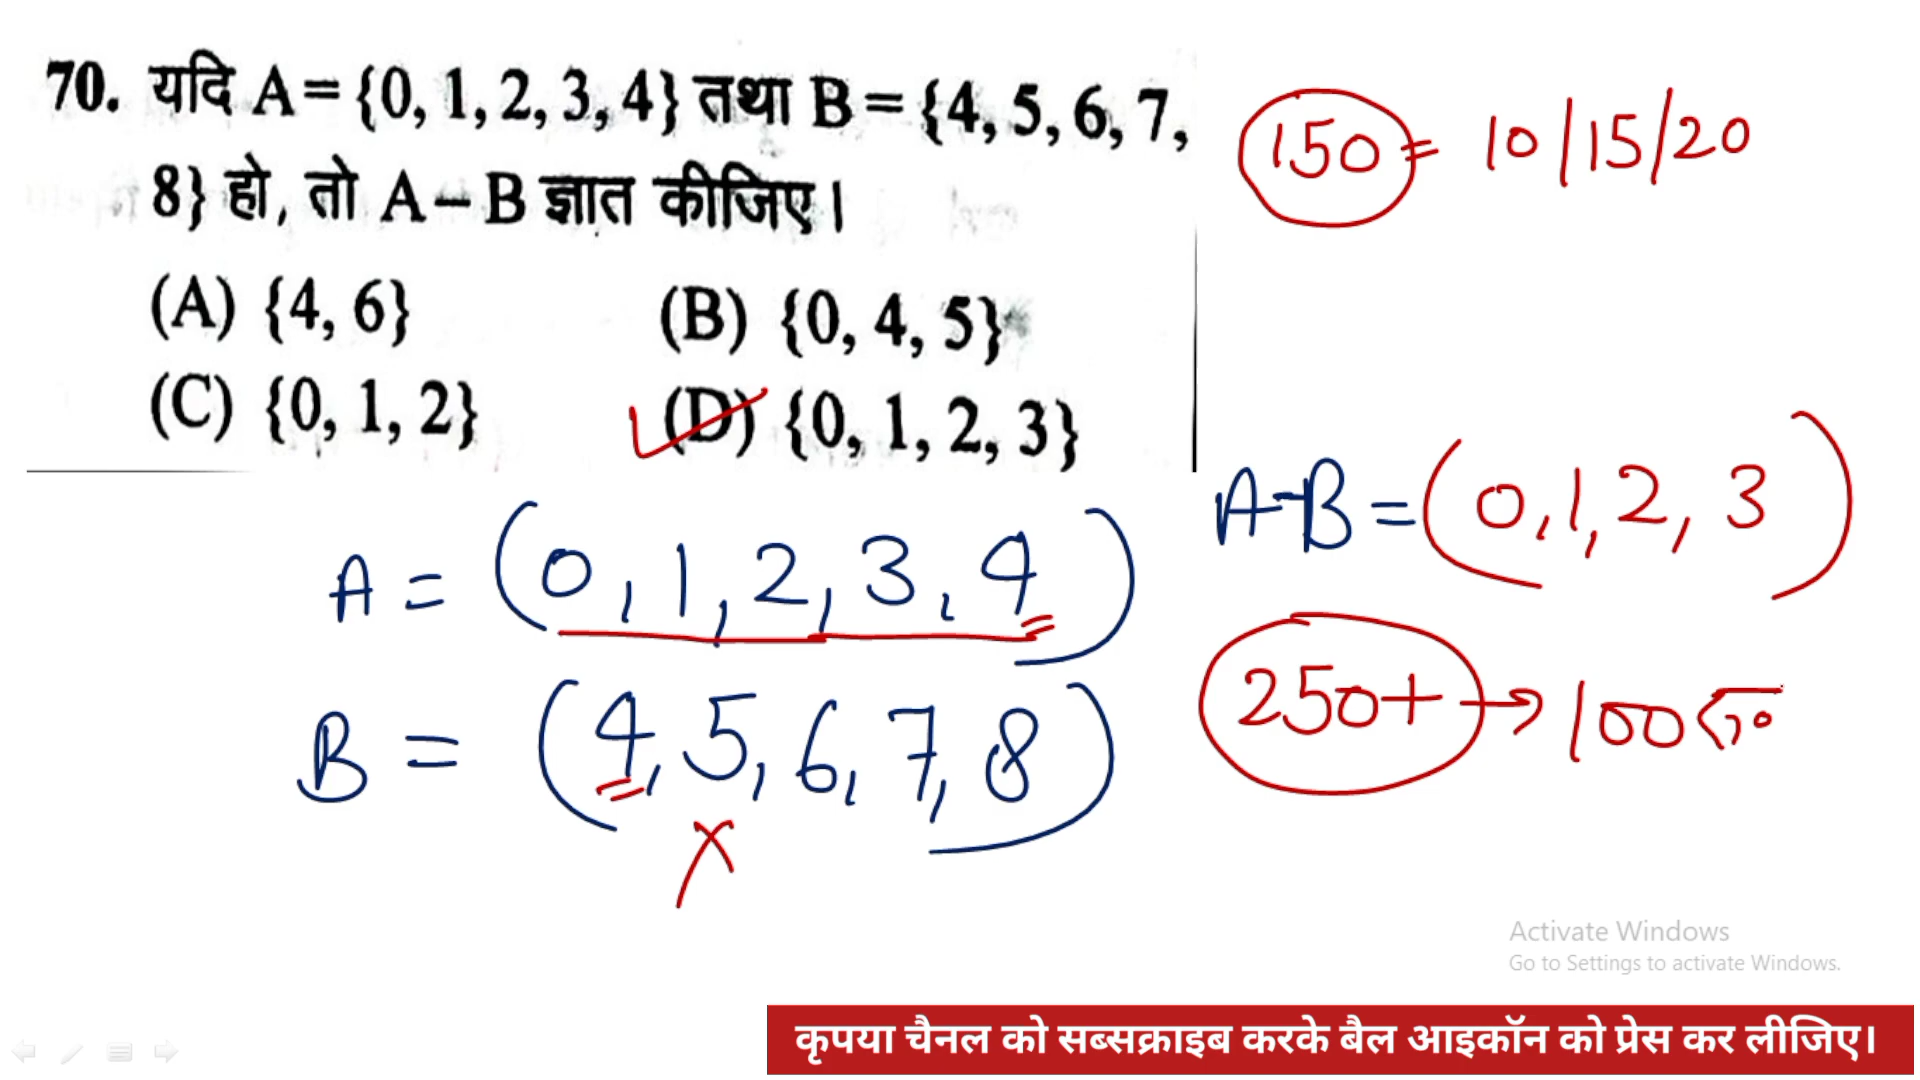 70. यदि A = {0, 1, 2, 3, 4} तथा B = {4, 5, 6, 7,
8} हो, तो A – B ज्ञात कीजिए।
(A) {4, 6} (B) {0, 4, 5}
(C) {0, 1, 2} (D) {0, 1, 2, 3}
150 = 10/15/20
A-B = (0, 1, 2, 3)
A = (0, 1, 2, 3, 4)
B = (4, 5, 6, 7, 8)
250+ → 100
Activate Windows
Go to Settings to activate Windows.
कृपया चैनल को सब्सक्राइब करके बैल आइकॉन को प्रेस कर लीजिए।